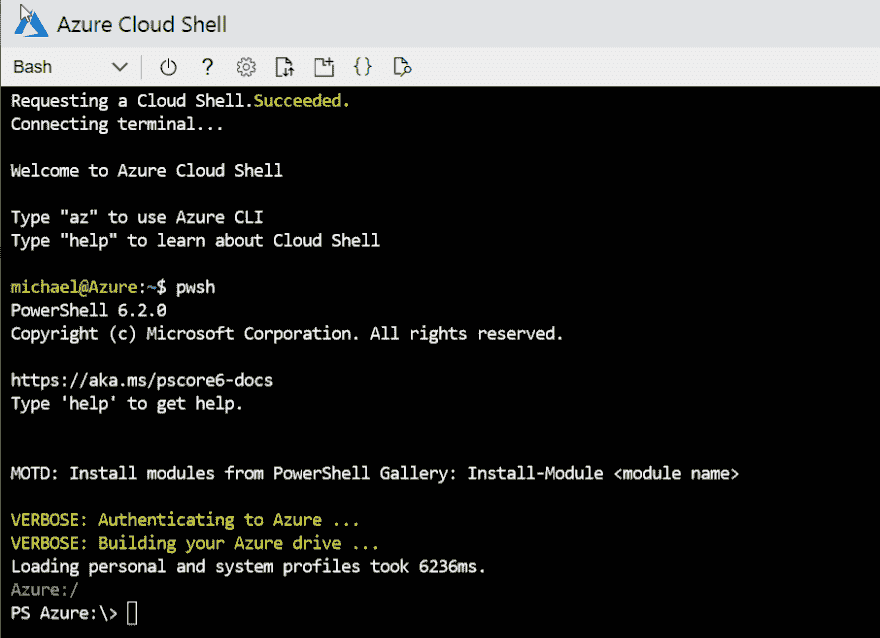 Azure Cloud Shell
Bash
?
{}
Requesting a Cloud Shell.Succeeded.
Connecting terminal...
Welcome to Azure Cloud Shell
Type "az" to use Azure CLI
Type "help" to learn about Cloud Shell
michael@Azure:~$ pwsh
PowerShell 6.2.0
Copyright (c) Microsoft Corporation. All rights reserved.
https://aka.ms/pscore6-docs
Type 'help' to get help.
MOTD: Install modules from PowerShell Gallery: Install-Module <module name>
VERBOSE: Authenticating to Azure ...
VERBOSE: Building your Azure drive ...
Loading personal and system profiles took 6236ms.
Azure:/
PS Azure:\>